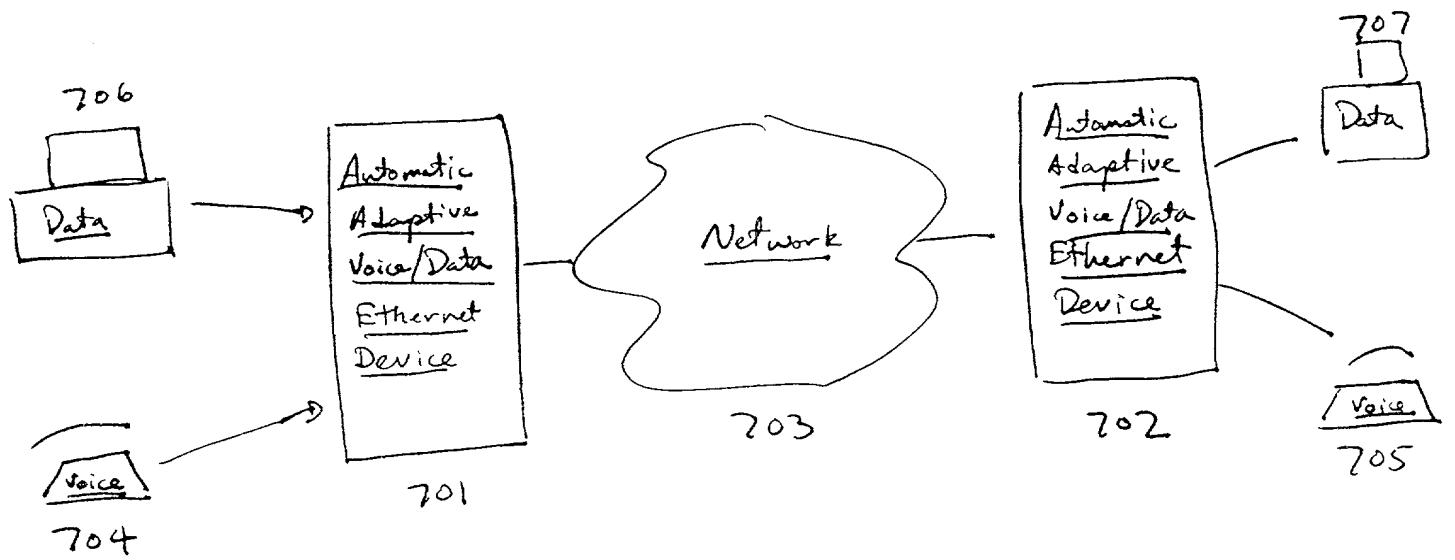 706
Data
Voice
704
Automatic
Adaptive
Voice/Data
Ethernet
Device
701
Network
703
Automatic
Adaptive
Voice/Data
Ethernet
Device
702
707
Data
Voice
705